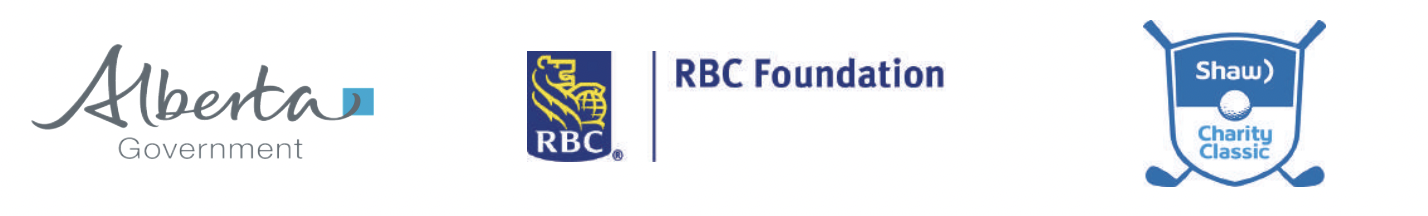 Alberta
Government
RBC®
RBC Foundation
Shaw)
Charity
Classic